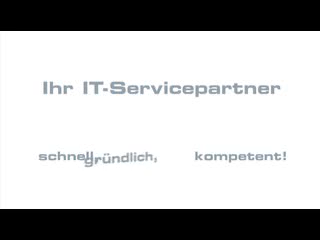 Ihr IT-Servicepartner
schnell, gründlich, kompetent!